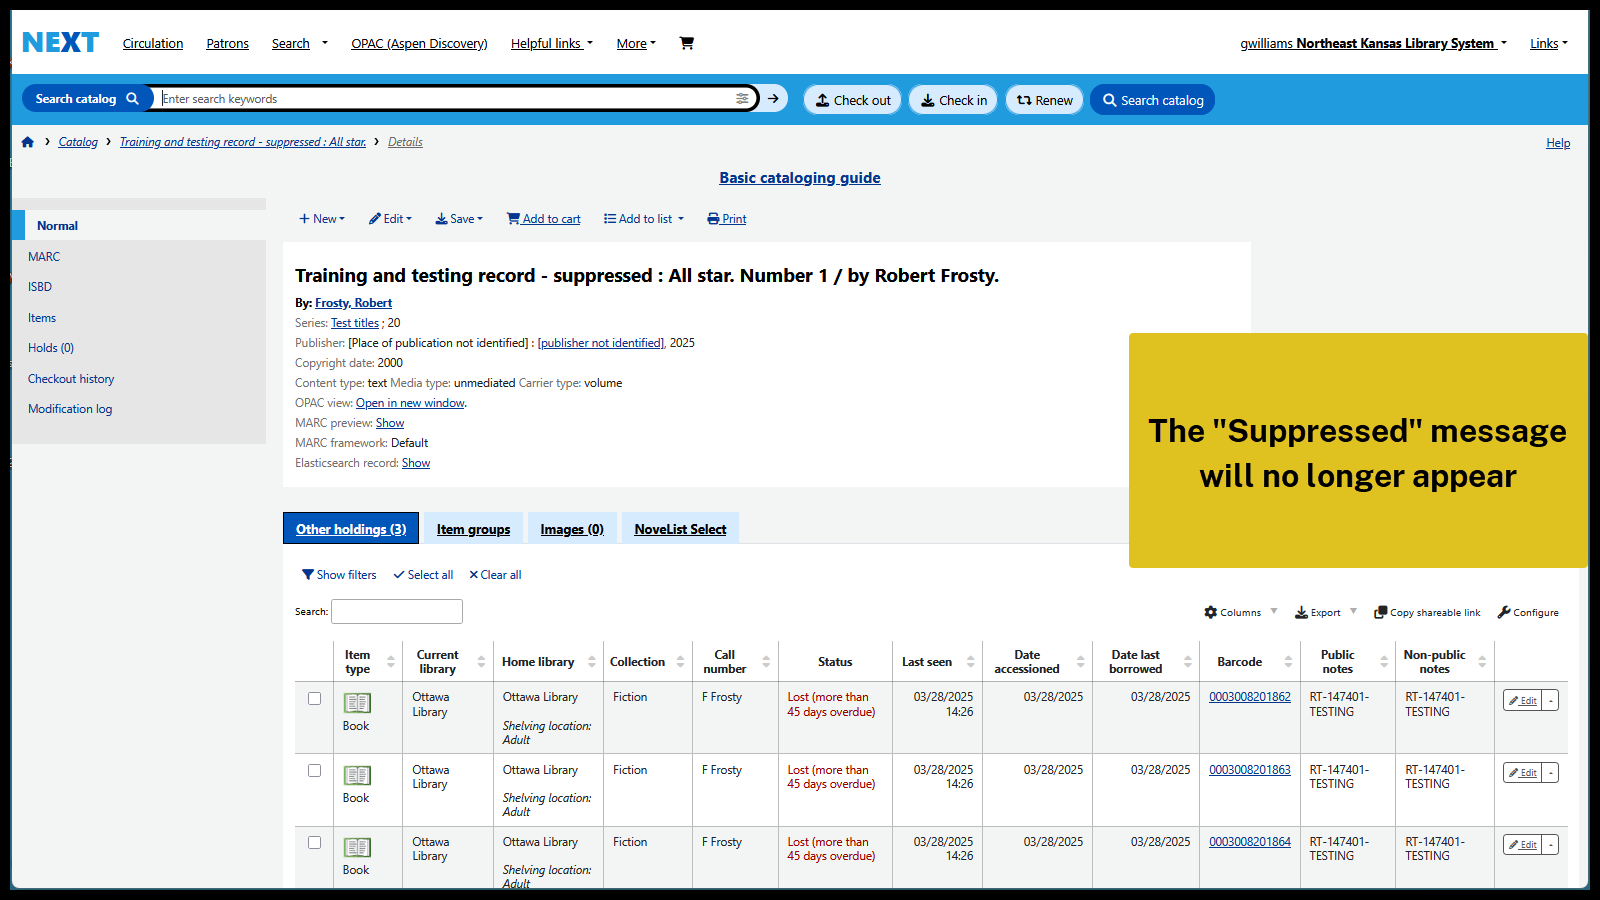 NEXT Circulation Patrons Search OPAC (Aspen Discovery) Helpful links More gwilliams Northeast Kansas Library System Links
Search catalog Enter search keywords Check out Check in Renew Search catalog
Catalog Training and testing record - suppressed : All star. Details Help
Basic cataloging guide
Normal
MARC
ISBD
Items
Holds (0)
Checkout history
Modification log
New Edit Save Add to cart Add to list Print
Training and testing record - suppressed : All star. Number 1 / by Robert Frosty.
By: Frosty, Robert
Series: Test titles ; 20
Publisher: [Place of publication not identified] : [publisher not identified], 2025
Copyright date: 2000
Content type: text Media type: unmediated Carrier type: volume
OPAC view: Open in new window.
MARC preview: Show
MARC framework: Default
Elasticsearch record: Show
The "Suppressed" message
will no longer appear
Other holdings (3) Item groups Images (0) NoveList Select
Show filters Select all Clear all
Search: Columns Export Copy shareable link Configure
Item type Current library Home library Collection Call number Status Last seen Date accessioned Date last borrowed Barcode Public notes Non-public notes
Book Ottawa Library Ottawa Library Shelving location: Adult Fiction F Frosty Lost (more than 45 days overdue) 03/28/2025 14:26 03/28/2025 03/28/2025 0003008201862 RT-147401-TESTING RT-147401-TESTING Edit
Book Ottawa Library Ottawa Library Shelving location: Adult Fiction F Frosty Lost (more than 45 days overdue) 03/28/2025 14:26 03/28/2025 03/28/2025 0003008201863 RT-147401-TESTING RT-147401-TESTING Edit
Book Ottawa Library Ottawa Library Shelving location: Adult Fiction F Frosty Lost (more than 45 days overdue) 03/28/2025 14:26 03/28/2025 03/28/2025 0003008201864 RT-147401-TESTING RT-147401-TESTING Edit